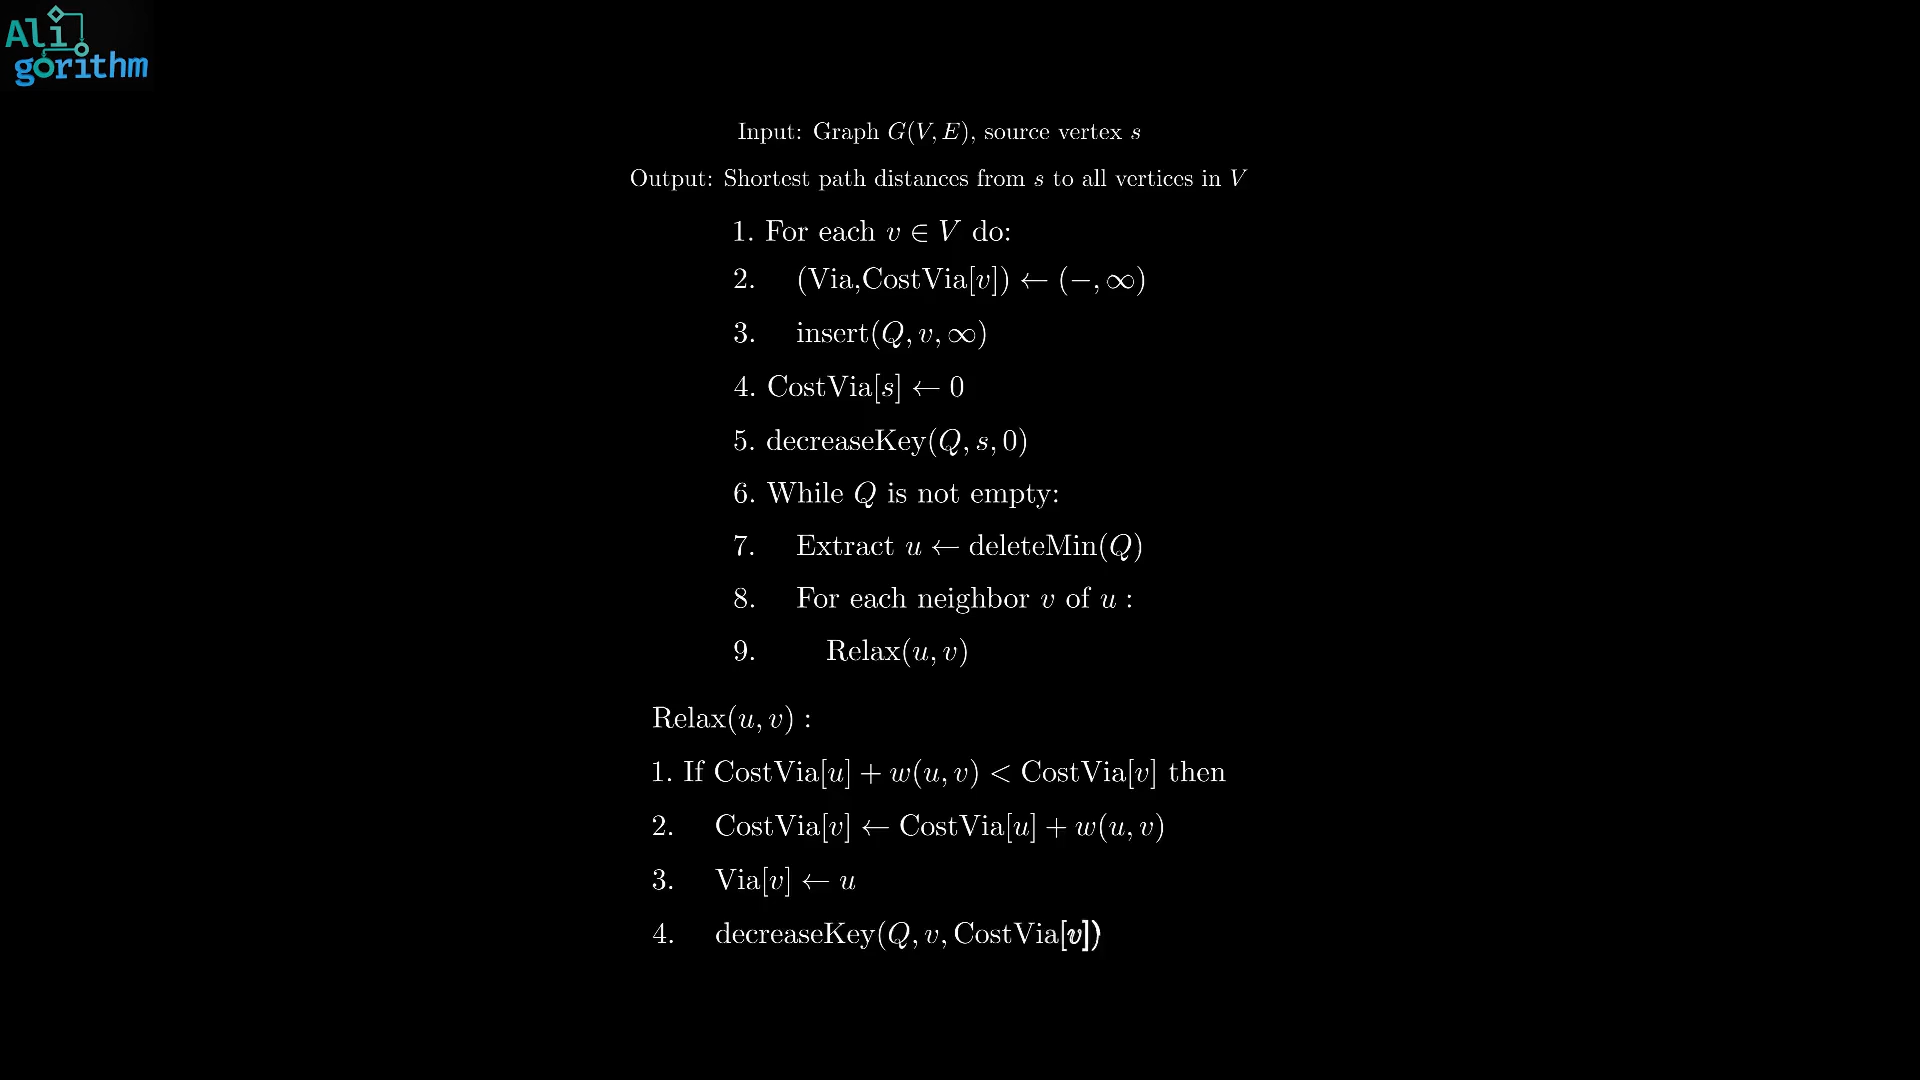 Ali
gorithm
Input: Graph G(V, E), source vertex s
Output: Shortest path distances from s to all vertices in V
1. For each v ∈ V do:
2. (Via,CostVia[v]) ← (−, ∞)
3. insert(Q, v, ∞)
4. CostVia[s] ← 0
5. decreaseKey(Q, s, 0)
6. While Q is not empty:
7. Extract u ← deleteMin(Q)
8. For each neighbor v of u :
9. Relax(u, v)
Relax(u, v) :
1. If CostVia[u] + w(u, v) < CostVia[v] then
2. CostVia[v] ← CostVia[u] + w(u, v)
3. Via[v] ← u
4. decreaseKey(Q, v, CostVia[v])